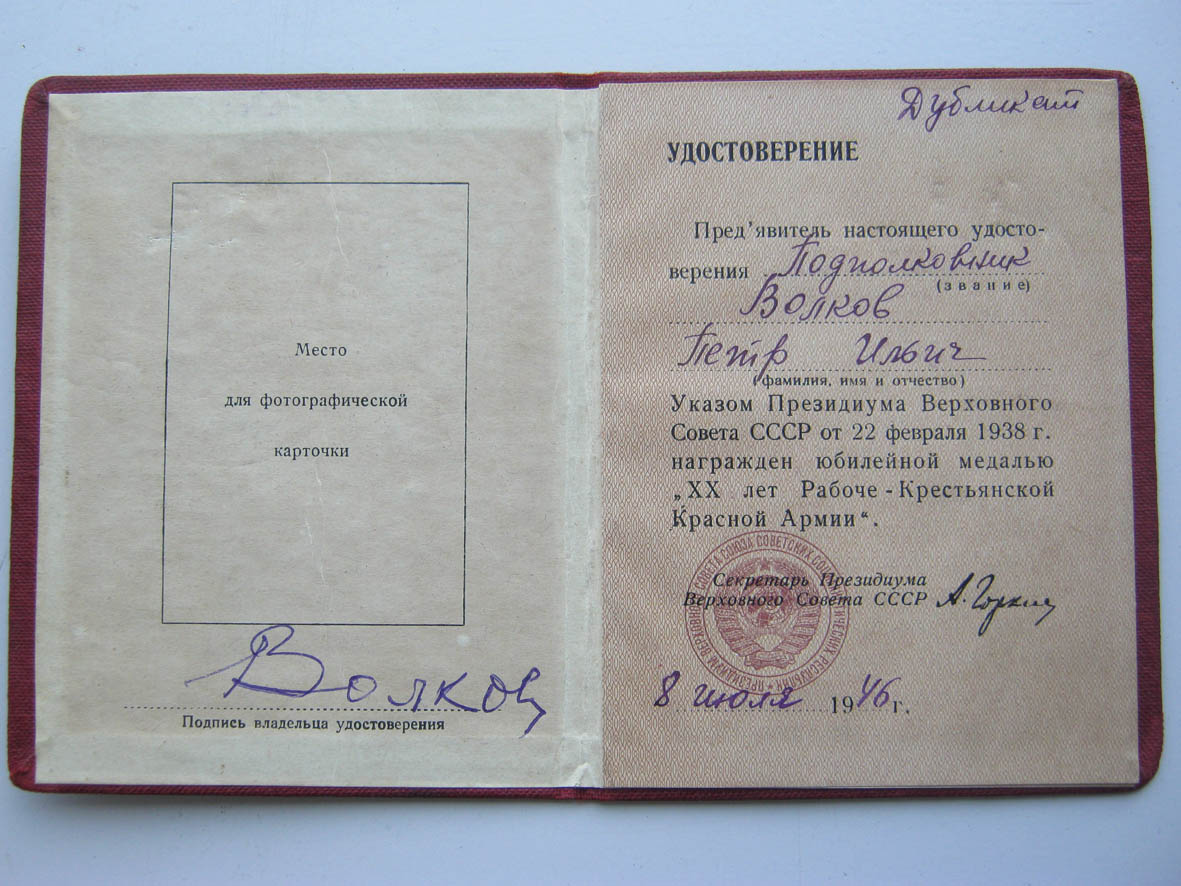 Место
для фотографической
карточки
Волков
Подпись владельца удостоверения
Дубликат
УДОСТОВЕРЕНИЕ
Пред'явитель настоящего удосто-
верения Подполковник
(звание)
Волков
Петр Ильич
(фамилия, имя и отчество)
Указом Президиума Верховного
Совета СССР от 22 февраля 1938 г.
награжден юбилейной медалью
„XX лет Рабоче-Крестьянской
Красной Армии“.
Секретарь Президиума
Верховного Совета СССР А. Горкин
8 июля 1946 г.